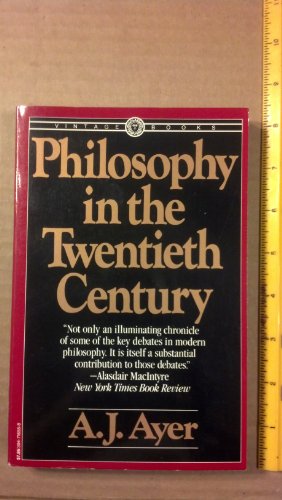 VINTAGE BOOKS
Philosophy
in the
Twentieth
Century
"Not only an illuminating chronicle
of some of the key debates in modern
philosophy. It is itself a substantial
contribution to those debates."
—Alasdair MacIntyre
New York Times Book Review
A.J. Ayer